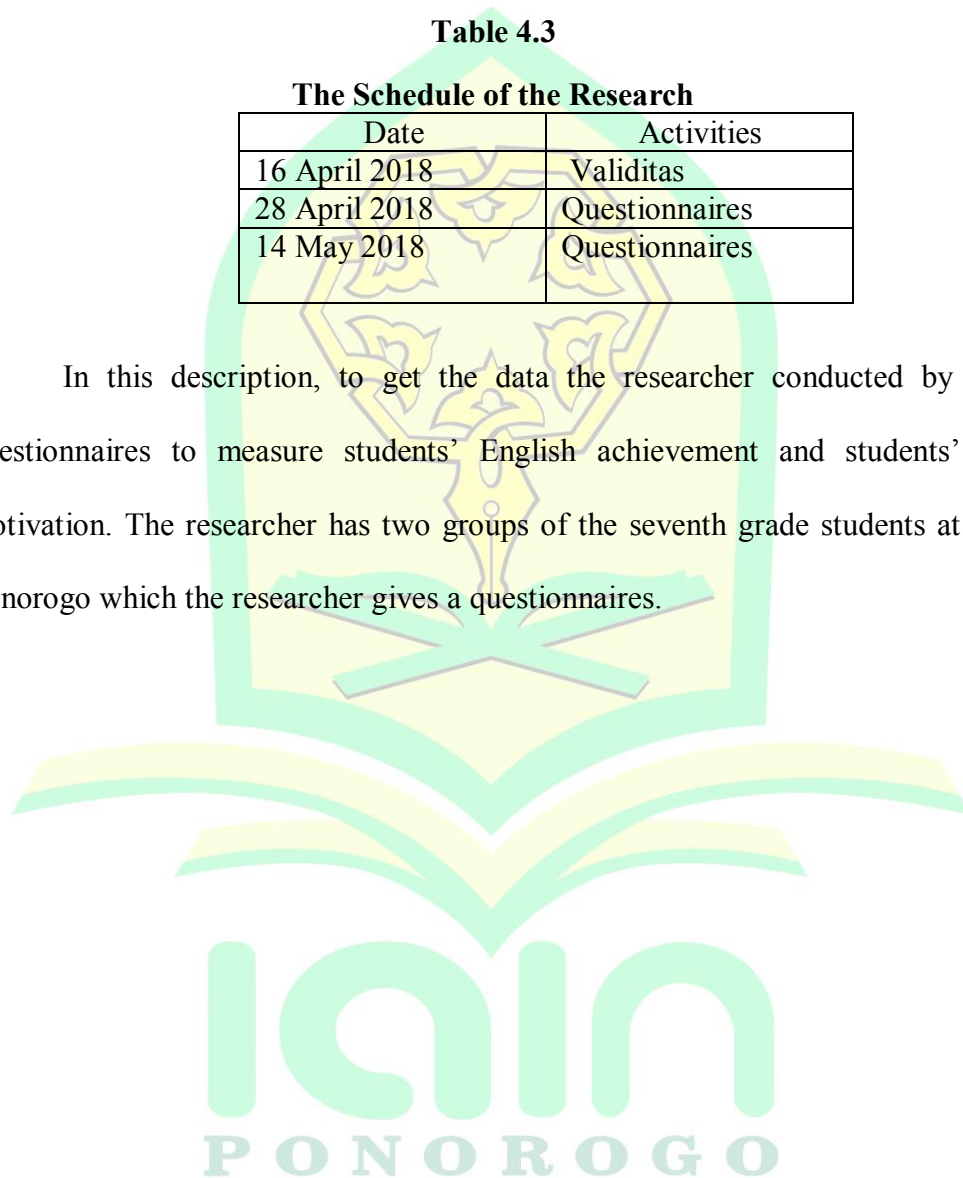 Table 4.3
The Schedule of the Research
Date Activities
16 April 2018 Validitas
28 April 2018 Questionnaires
14 May 2018 Questionnaires
In this description, to get the data the researcher conducted by
estionnaires to measure students’ English achievement and students’
otivation. The researcher has two groups of the seventh grade students at
norogo which the researcher gives a questionnaires.
iain
PONOROGO